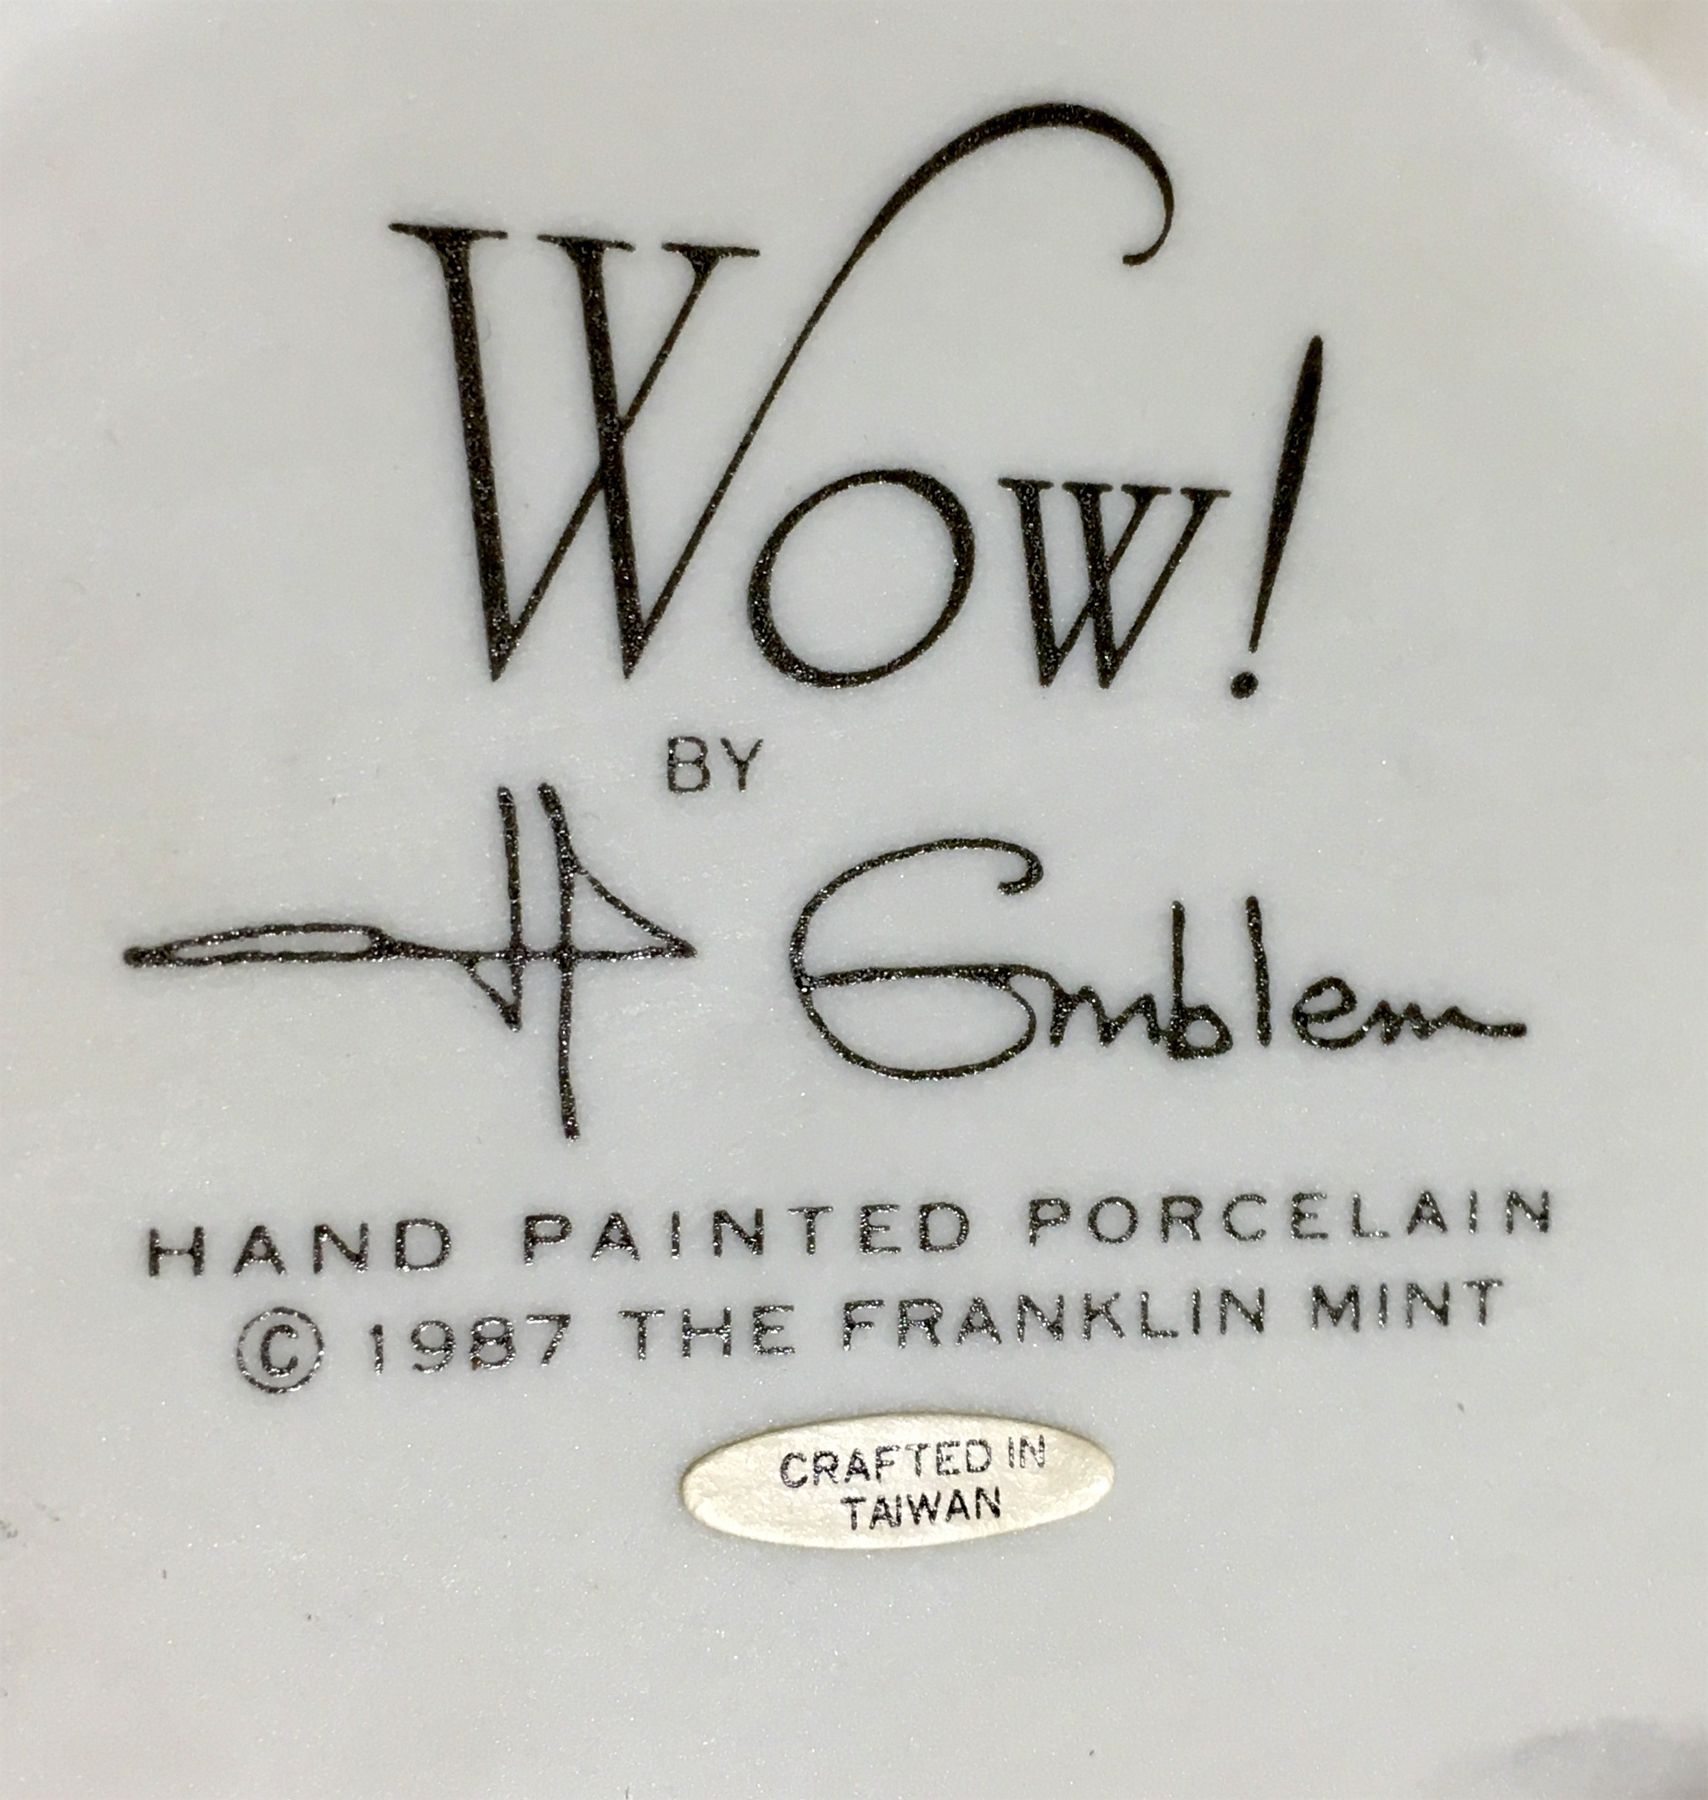 Wow!
BY
Emblem
HAND PAINTED PORCELAIN
© 1987 THE FRANKLIN MINT
CRAFTED IN
TAIWAN